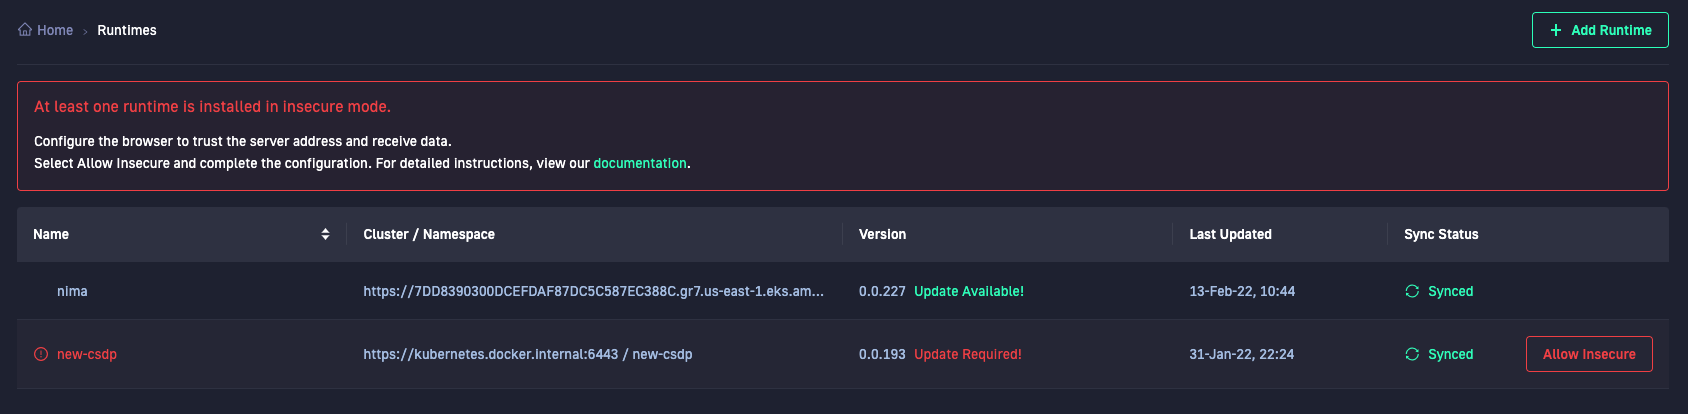 Home › Runtimes
+ Add Runtime
At least one runtime is installed in insecure mode.
Configure the browser to trust the server address and receive data.
Select Allow Insecure and complete the configuration. For detailed instructions, view our documentation.
Name Cluster / Namespace Version Last Updated Sync Status
nima https://7DD8390300DCEFDAF87DC5C587EC388C.gr7.us-east-1.eks.am... 0.0.227 Update Available! 13-Feb-22, 10:44 Synced
new-csdp https://kubernetes.docker.internal:6443 / new-csdp 0.0.193 Update Required! 31-Jan-22, 22:24 Synced Allow Insecure